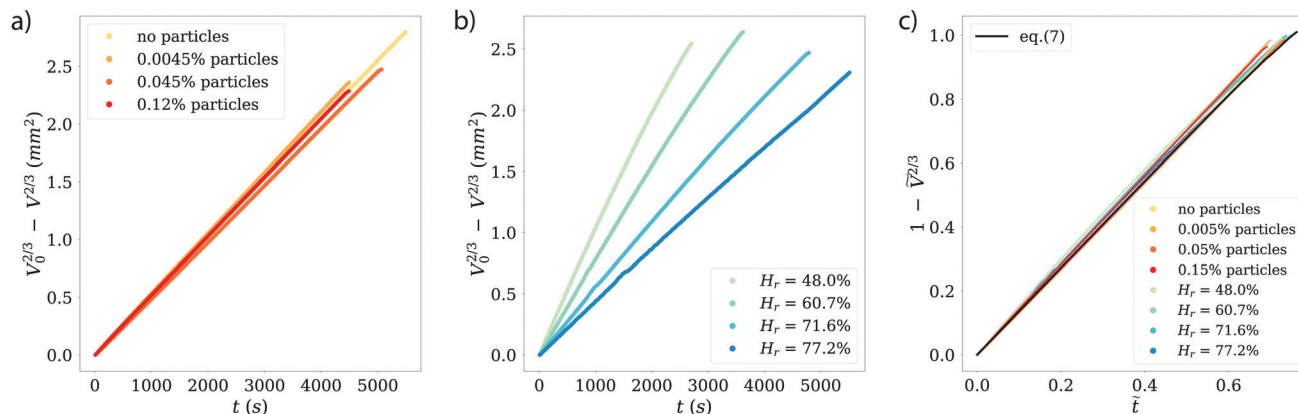 a)
no particles
0.0045% particles
0.045% particles
0.12% particles
2.5
2.0
1.5
1.0
0.5
0.0
V_0^{2/3} − V^{2/3} (mm^2)
0 1000 2000 3000 4000 5000
t (s)
b)
2.5
2.0
1.5
1.0
0.5
0.0
V_0^{2/3} − V^{2/3} (mm^2)
H_r = 48.0%
H_r = 60.7%
H_r = 71.6%
H_r = 77.2%
0 1000 2000 3000 4000 5000
t (s)
c)
eq.(7)
1.0
0.8
0.6
0.4
0.2
0.0
1 − Ṽ^{2/3}
no particles
0.005% particles
0.05% particles
0.15% particles
H_r = 48.0%
H_r = 60.7%
H_r = 71.6%
H_r = 77.2%
0.0 0.2 0.4 0.6
t̃